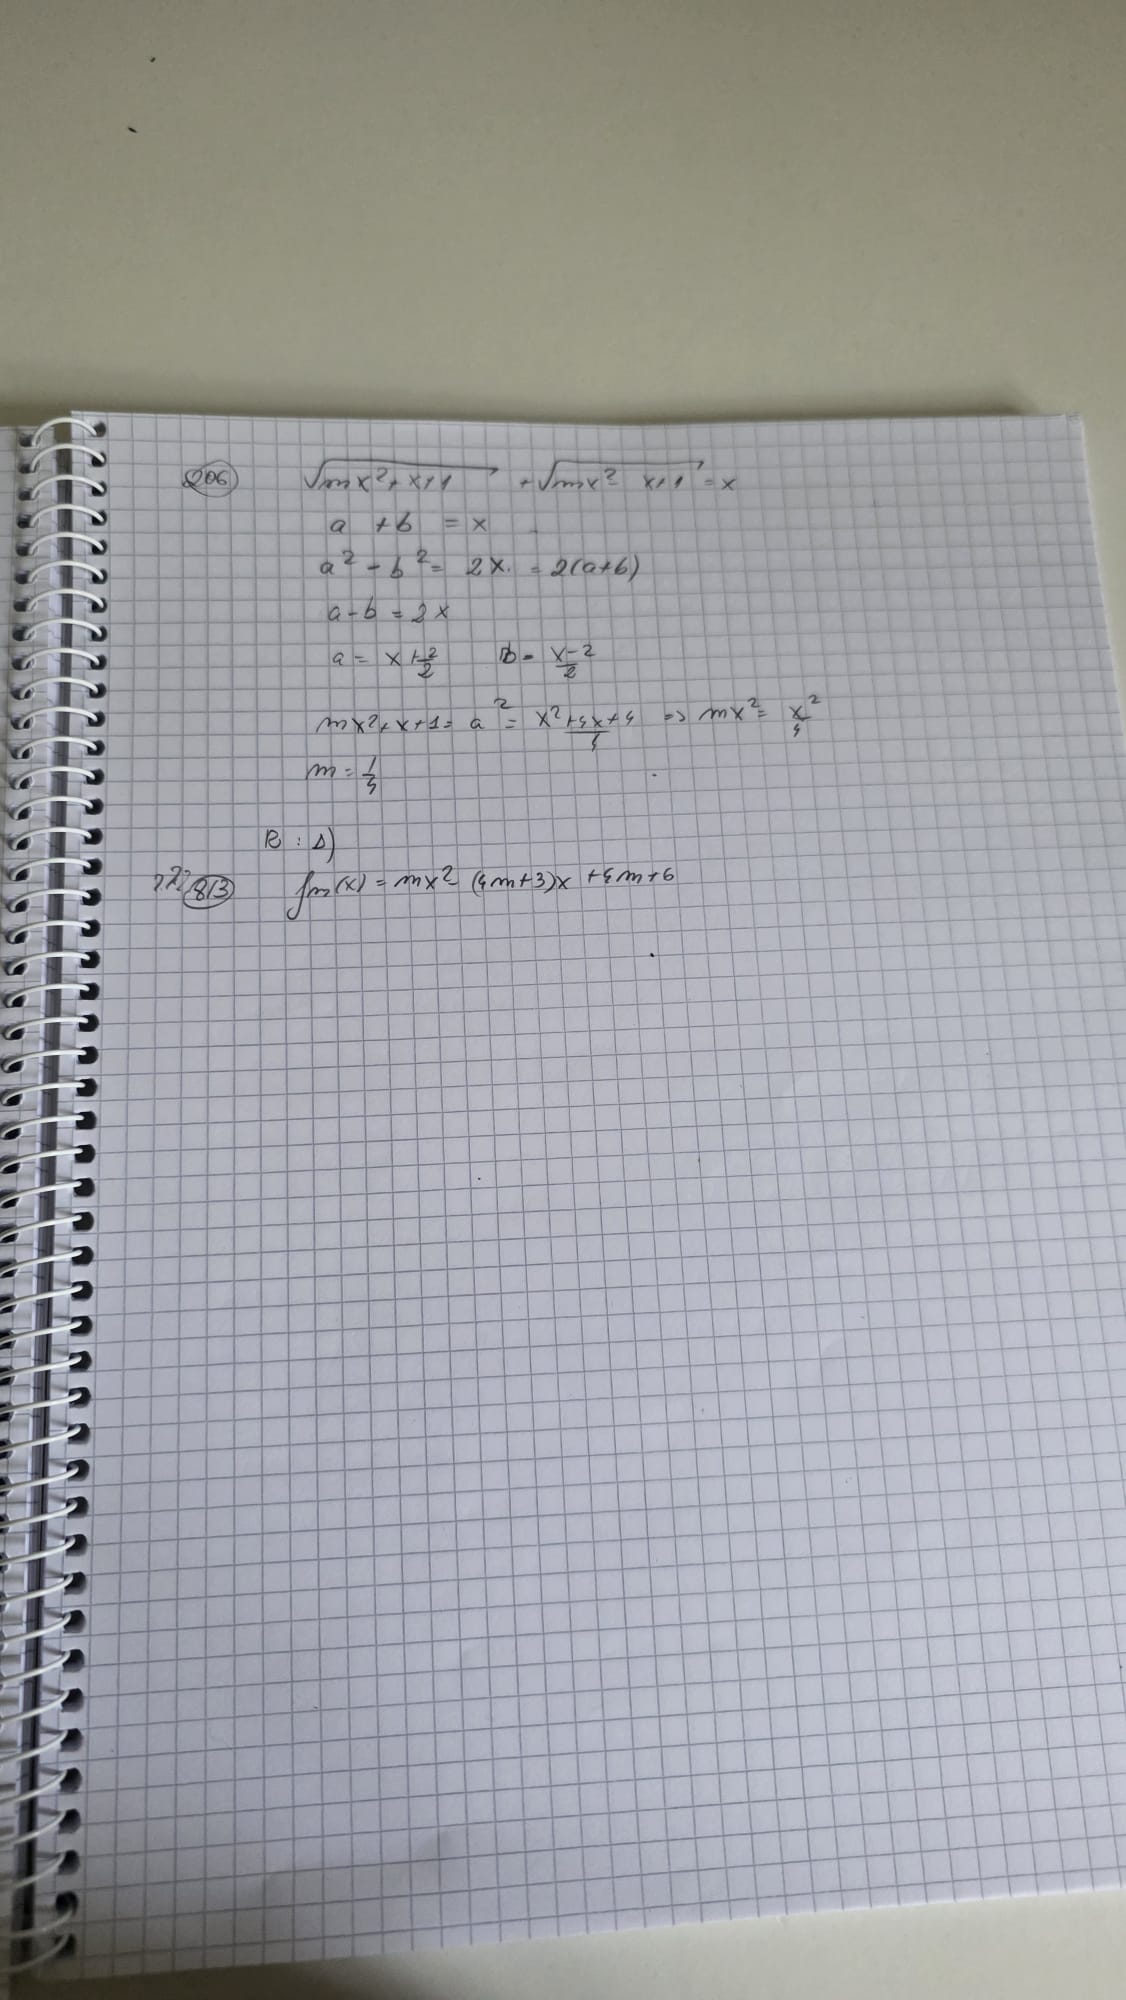 206 √mx²+x+1 + √mx²-x+1 = x
a + b = x
a² - b² = 2x = 2(a+b)
a-b = 2x
a = x+2/2 b = x-2/2
mx²+x+1 = a² = x²+4x+4/4 => mx² = x²/4
m = 1/4
R : A)
??? 813 fm(x) = mx² - (4m+3)x + 4m+6